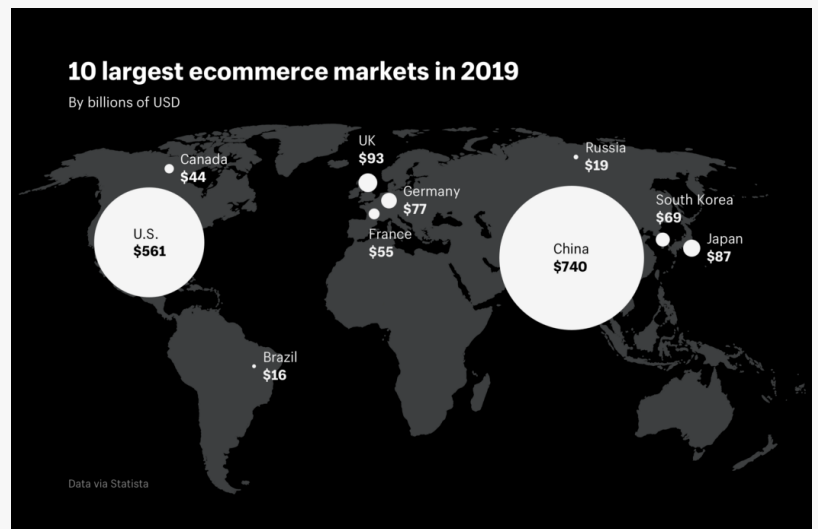 10 largest ecommerce markets in 2019
By billions of USD
UK
$93
Russia
$19
Canada
$44
Germany
$77
South Korea
$69
U.S.
$561
France
$55
China
$740
Japan
$87
Brazil
$16
Data via Statista